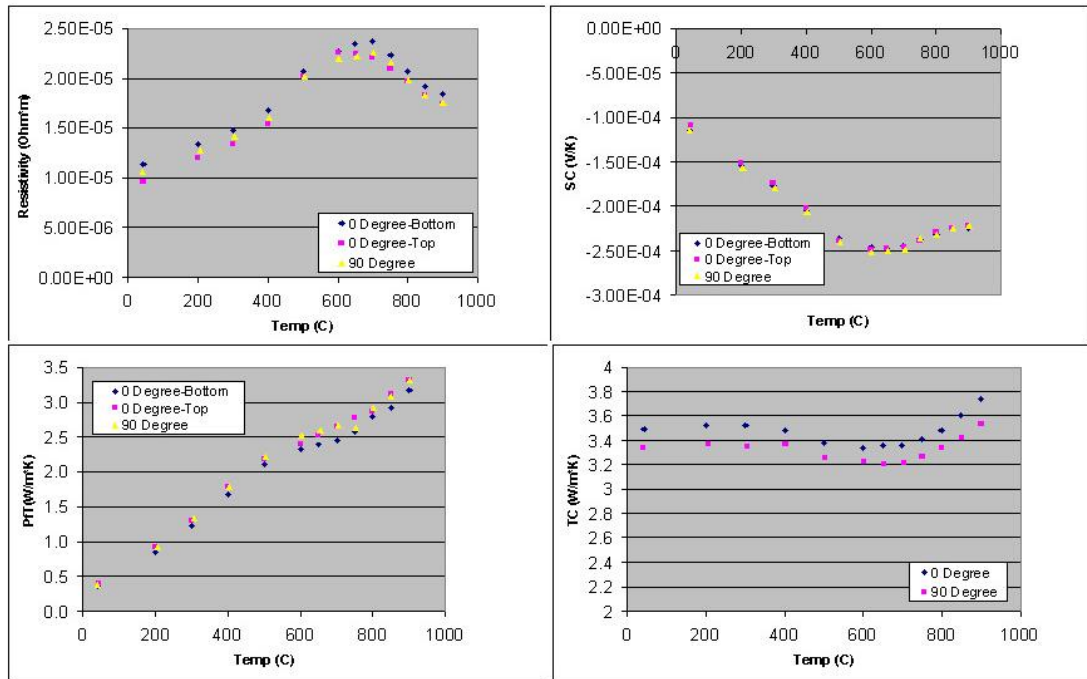 2.50E-05
2.00E-05
1.50E-05
1.00E-05
5.00E-06
0.00E+00
Resistivity (Ohm*m)
0 Degree-Bottom
0 Degree-Top
90 Degree
0 200 400 600 800 1000
Temp (C)
0.00E+00
-5.00E-05
-1.00E-04
-1.50E-04
-2.00E-04
-2.50E-04
-3.00E-04
SC (V/K)
0 200 400 600 800 1000
0 Degree-Bottom
0 Degree-Top
90 Degree
Temp (C)
3.5
3.0
2.5
2.0
1.5
1.0
0.5
0.0
PfT(W/m*K)
0 Degree-Bottom
0 Degree-Top
90 Degree
0 200 400 600 800 1000
Temp (C)
4
3.8
3.6
3.4
3.2
3
2.8
2.6
2.4
2.2
2
TC (W/m*K)
0 Degree
90 Degree
0 200 400 600 800 1000
Temp (C)